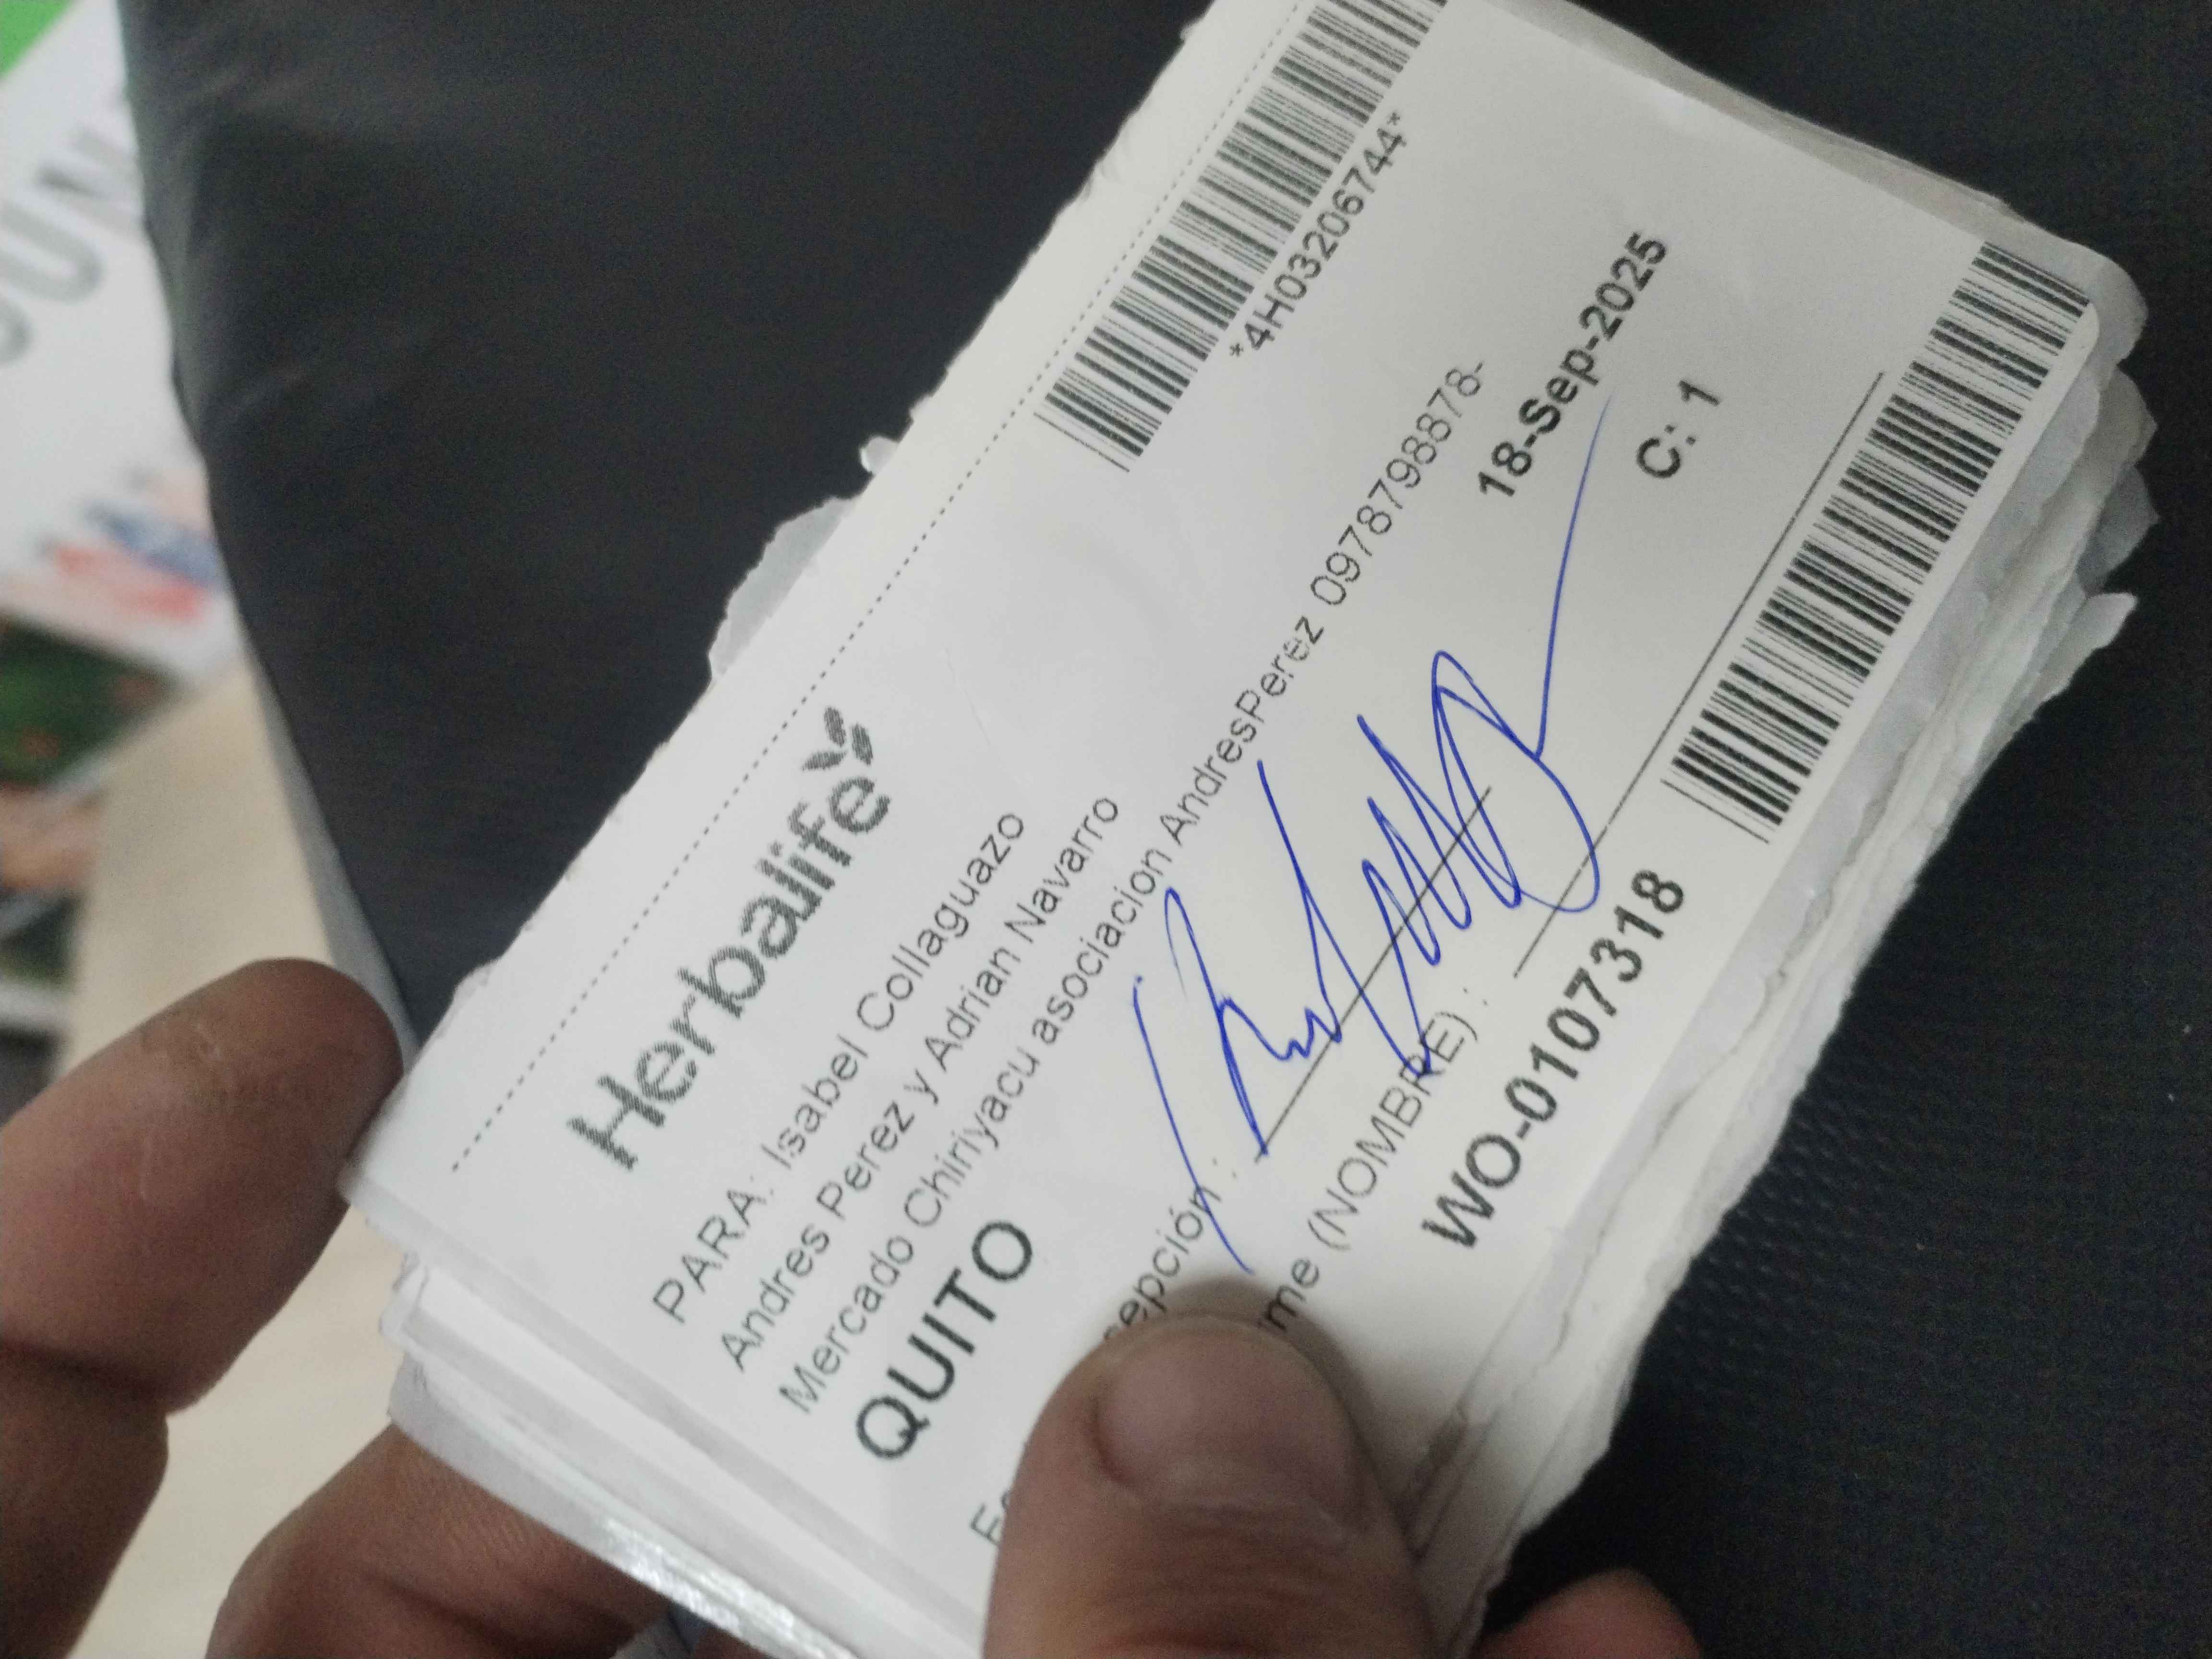 *4H03206744*
Herbalife
PARA: Isabel Collaguazo
Andres Perez y Adrian Navarro
Mercado Chiriyacu asociacion AndresPerez 0978798878-
QUITO
18-Sep-2025
C: 1
(NOMBRE) :
WO-0107318